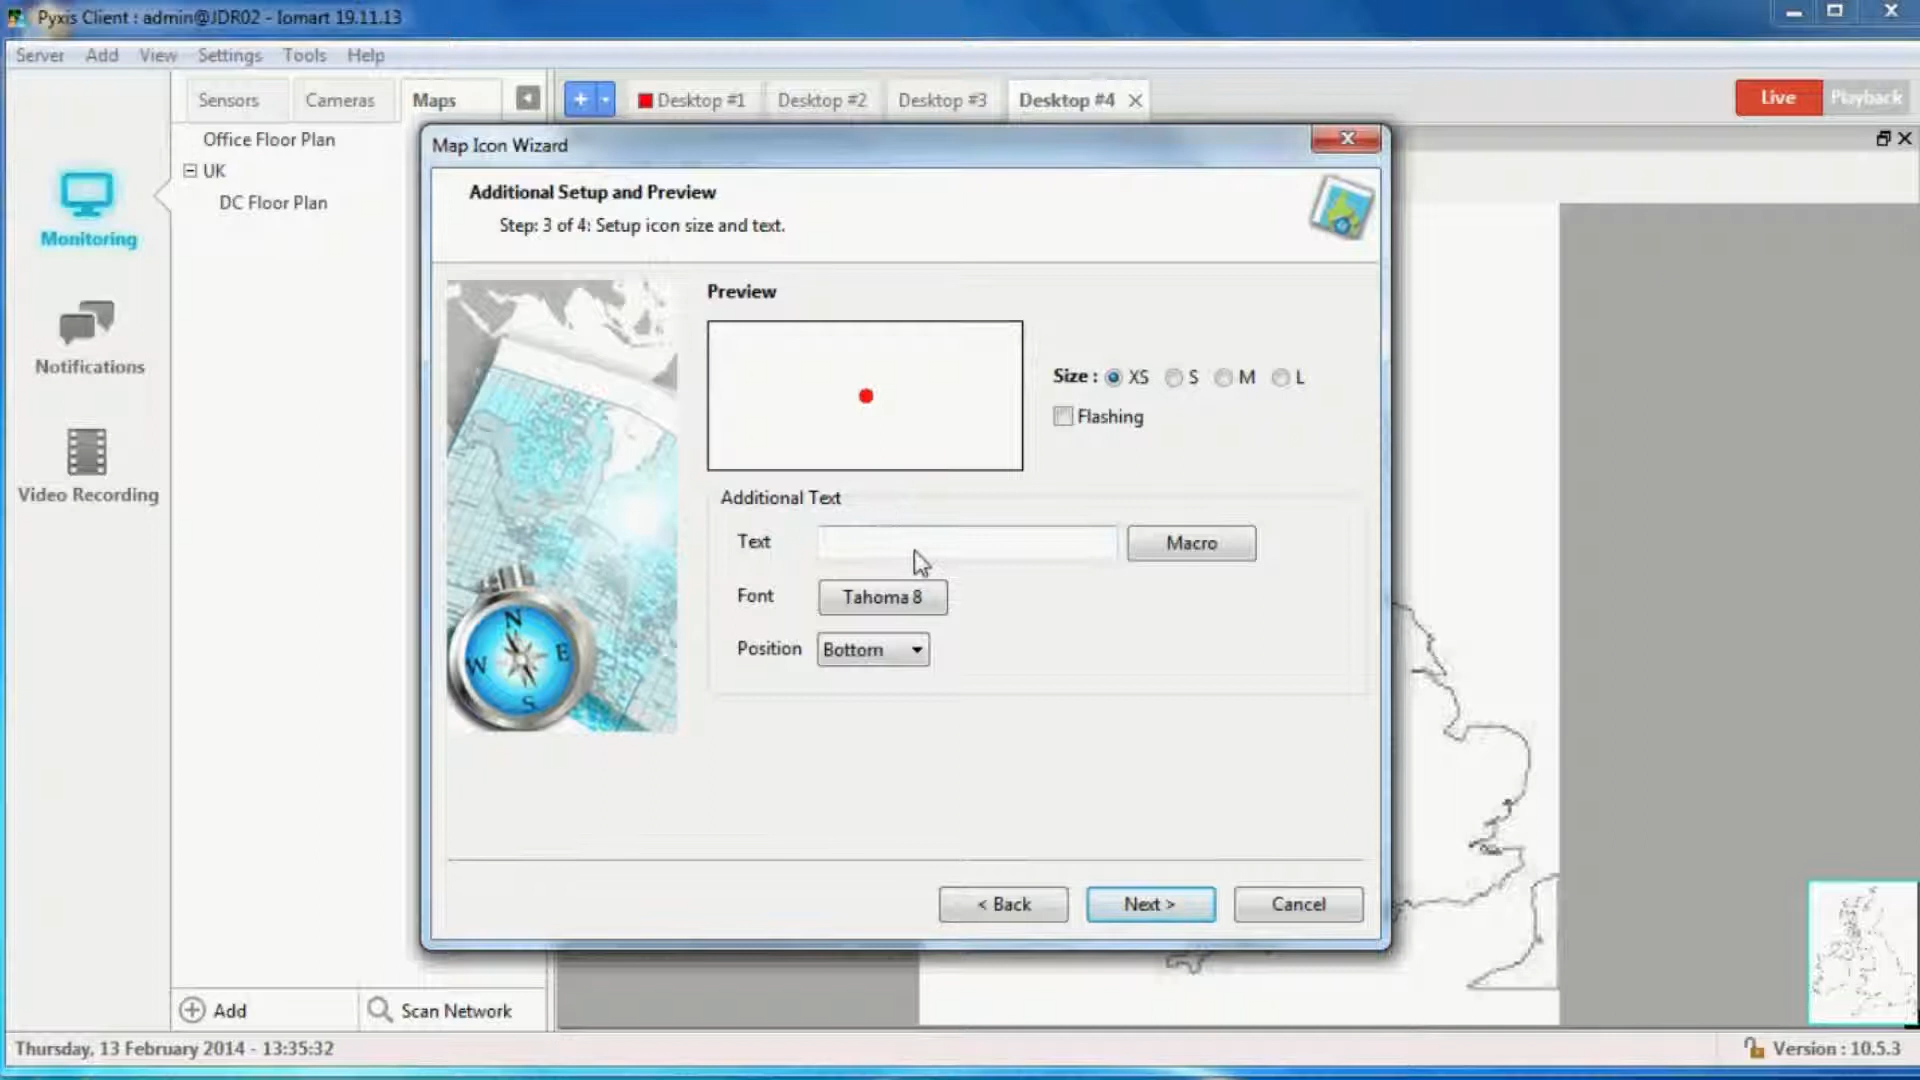 Pyxis Client : admin@JDR02 - Iomart 19.11.13
Server Add View Settings Tools Help
Sensors Cameras Maps
+ Desktop #1 Desktop #2 Desktop #3 Desktop #4
Live Playback
Office Floor Plan
UK
DC Floor Plan
Monitoring
Notifications
Video Recording
Map Icon Wizard
Additional Setup and Preview
Step: 3 of 4: Setup icon size and text.
Preview
Size : XS S M L
Flashing
Additional Text
Text Macro
Font Tahoma 8
Position Bottom
N
W E
S
< Back Next > Cancel
Add Scan Network
Thursday, 13 February 2014 - 13:35:32
Version : 10.5.3